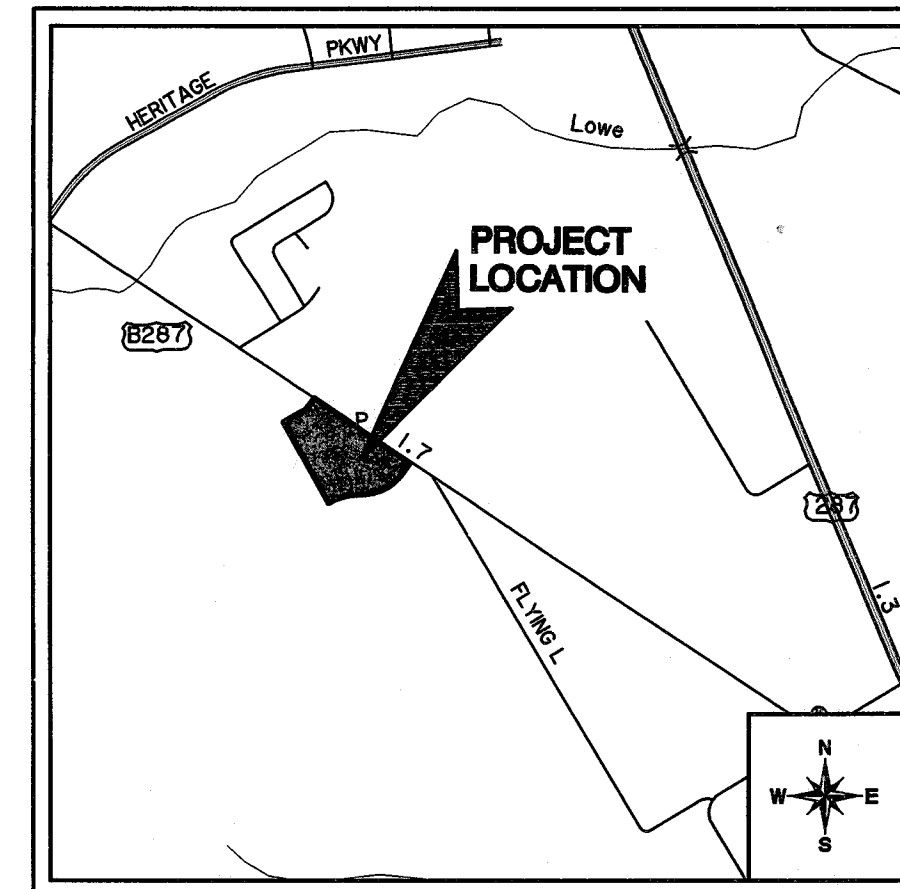 PKWY
HERITAGE
Lowe
PROJECT
LOCATION
B287
P
1.7
287
1.3
FLYING L
N
W E
S